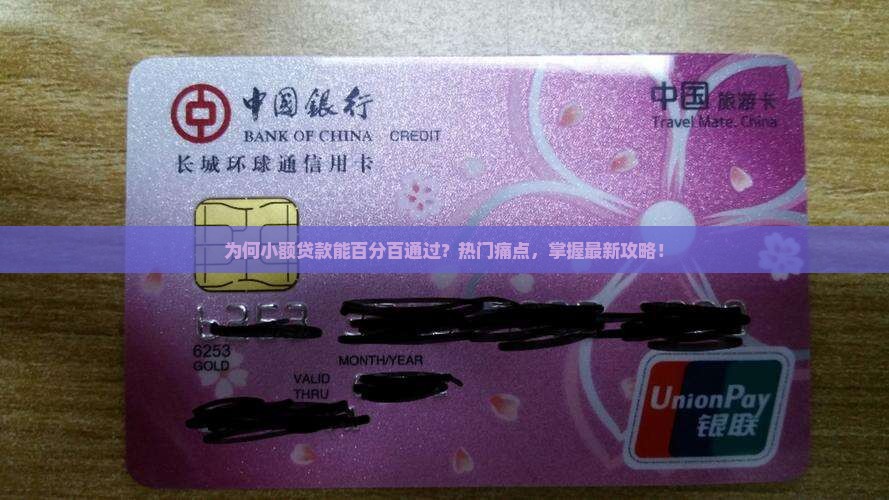 中国银行
BANK OF CHINA CREDIT
长城环球通信用卡
中国 旅游卡
Travel Mate. China
为何小额贷款能百分百通过？热门痛点，掌握最新攻略！
6253
6253
GOLD
MONTH/YEAR
VALID
THRU
UnionPay
银联